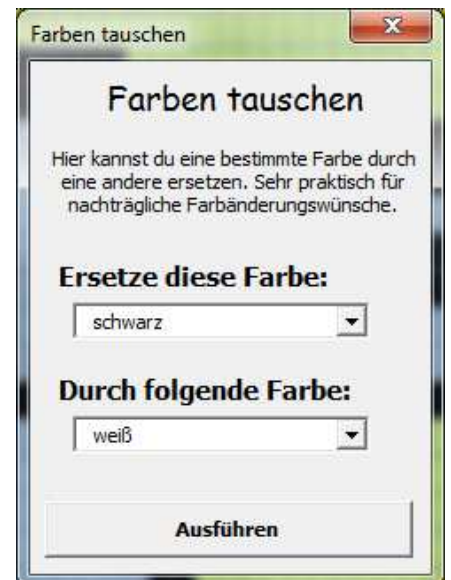 Farben tauschen
Farben tauschen
Hier kannst du eine bestimmte Farbe durch
eine andere ersetzen. Sehr praktisch für
nachträgliche Farbänderungswünsche.
Ersetze diese Farbe:
schwarz
Durch folgende Farbe:
weiß
Ausführen